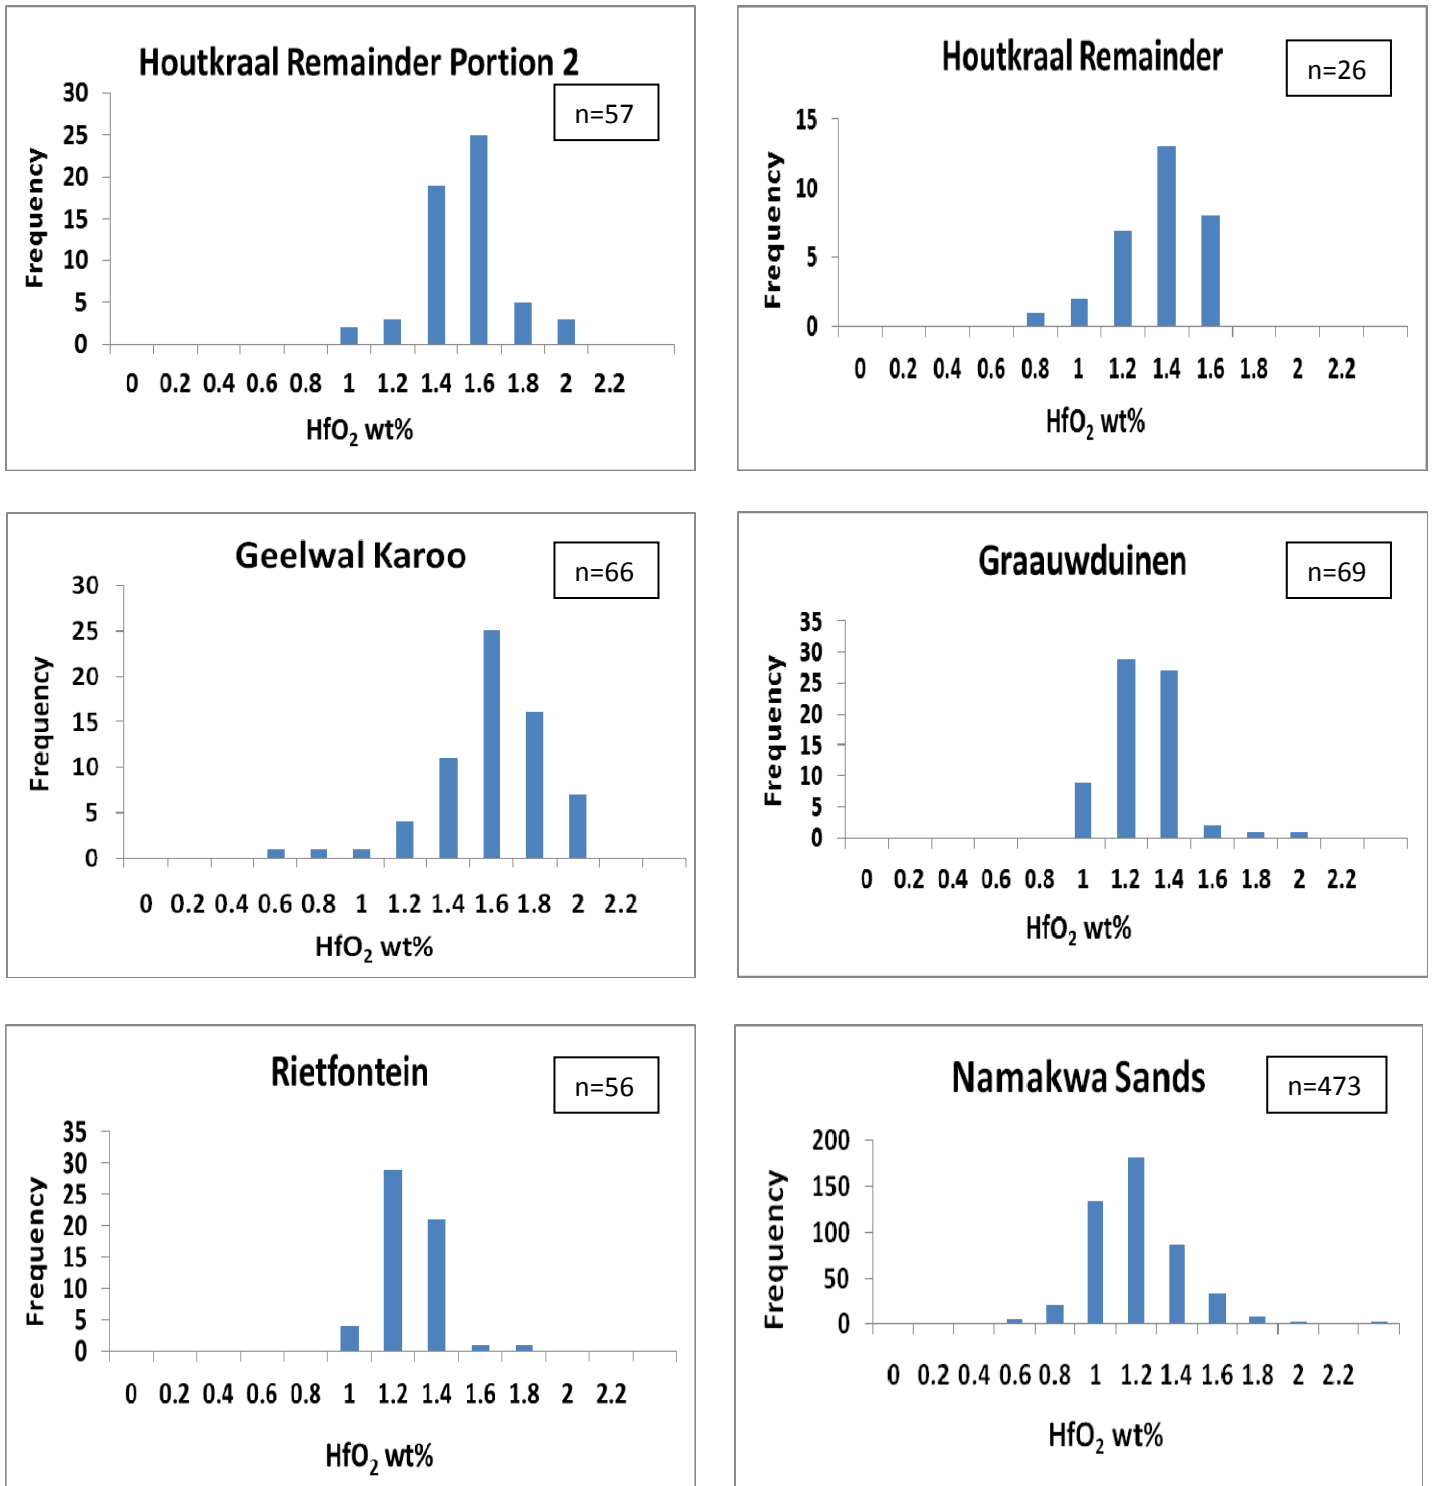 Houtkraal Remainder Portion 2
n=57
30
25
20
15
10
5
0
Frequency
0 0.2 0.4 0.6 0.8 1 1.2 1.4 1.6 1.8 2 2.2
HfO₂ wt%
Houtkraal Remainder
n=26
15
10
5
0
Frequency
0 0.2 0.4 0.6 0.8 1 1.2 1.4 1.6 1.8 2 2.2
HfO₂ wt%
Geelwal Karoo
n=66
30
25
20
15
10
5
0
Frequency
0 0.2 0.4 0.6 0.8 1 1.2 1.4 1.6 1.8 2 2.2
HfO₂ wt%
Graauwduinen
n=69
35
30
25
20
15
10
5
0
Frequency
0 0.2 0.4 0.6 0.8 1 1.2 1.4 1.6 1.8 2 2.2
HfO₂ wt%
Rietfontein
n=56
35
30
25
20
15
10
5
0
Frequency
0 0.2 0.4 0.6 0.8 1 1.2 1.4 1.6 1.8 2 2.2
HfO₂ wt%
Namakwa Sands
n=473
200
150
100
50
0
Frequency
0 0.2 0.4 0.6 0.8 1 1.2 1.4 1.6 1.8 2 2.2
HfO₂ wt%